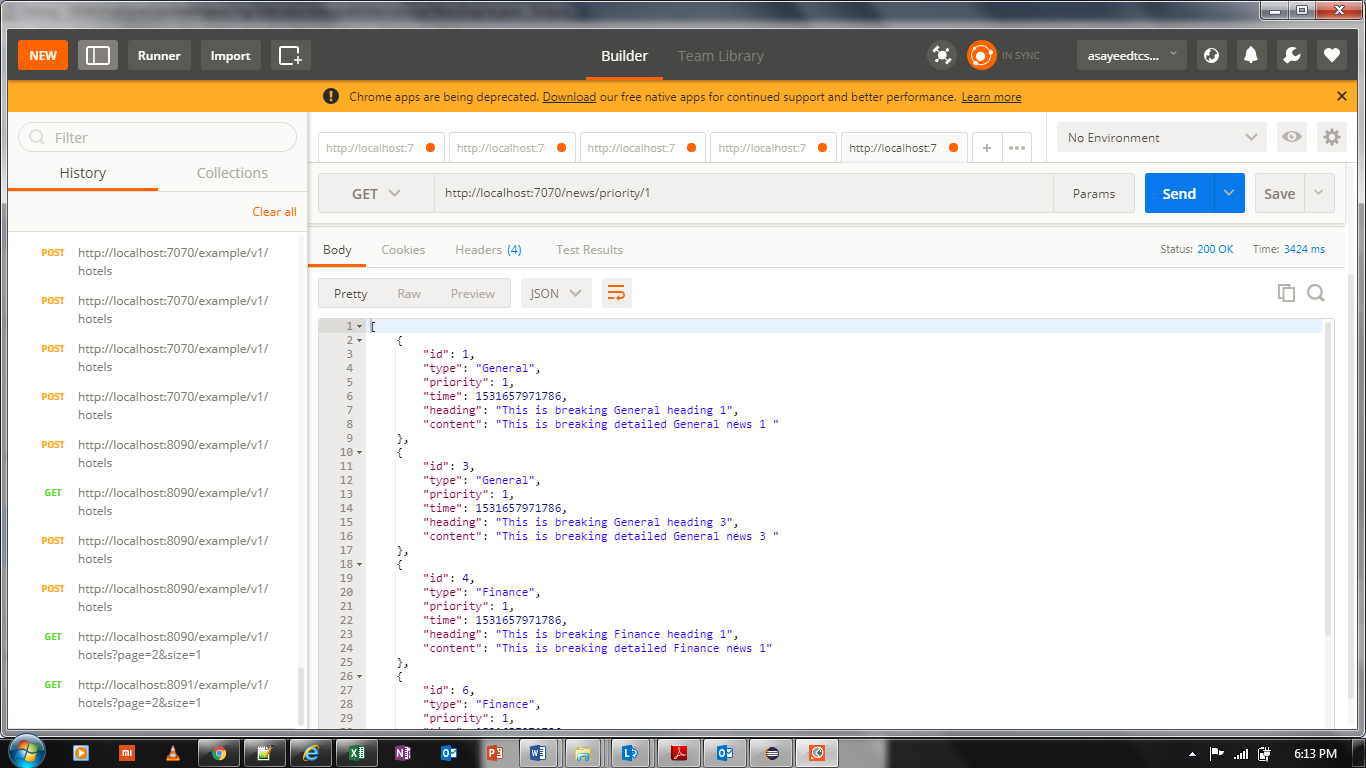 NEW
Runner
Import
Builder
Team Library
IN SYNC
asayeedtcs...
Chrome apps are being deprecated. Download our free native apps for continued support and better performance. Learn more
Filter
History
Collections
Clear all
POST http://localhost:7070/example/v1/
hotels
POST http://localhost:7070/example/v1/
hotels
POST http://localhost:7070/example/v1/
hotels
POST http://localhost:7070/example/v1/
hotels
POST http://localhost:8090/example/v1/
hotels
GET http://localhost:8090/example/v1/
hotels
POST http://localhost:8090/example/v1/
hotels
POST http://localhost:8090/example/v1/
hotels
GET http://localhost:8090/example/v1/
hotels?page=2&size=1
GET http://localhost:8091/example/v1/
hotels?page=2&size=1
http://localhost:7
http://localhost:7
http://localhost:7
http://localhost:7
http://localhost:7
No Environment
GET
http://localhost:7070/news/priority/1
Params
Send
Save
Body
Cookies
Headers (4)
Test Results
Status: 200 OK
Time: 3424 ms
Pretty
Raw
Preview
JSON
1 [
2 {
3 "id": 1,
4 "type": "General",
5 "priority": 1,
6 "time": 1531657971786,
7 "heading": "This is breaking General heading 1",
8 "content": "This is breaking detailed General news 1 "
9 },
10 {
11 "id": 3,
12 "type": "General",
13 "priority": 1,
14 "time": 1531657971786,
15 "heading": "This is breaking General heading 3",
16 "content": "This is breaking detailed General news 3 "
17 },
18 {
19 "id": 4,
20 "type": "Finance",
21 "priority": 1,
22 "time": 1531657971786,
23 "heading": "This is breaking Finance heading 1",
24 "content": "This is breaking detailed Finance news 1"
25 },
26 {
27 "id": 6,
28 "type": "Finance",
29 "priority": 1,
6:13 PM